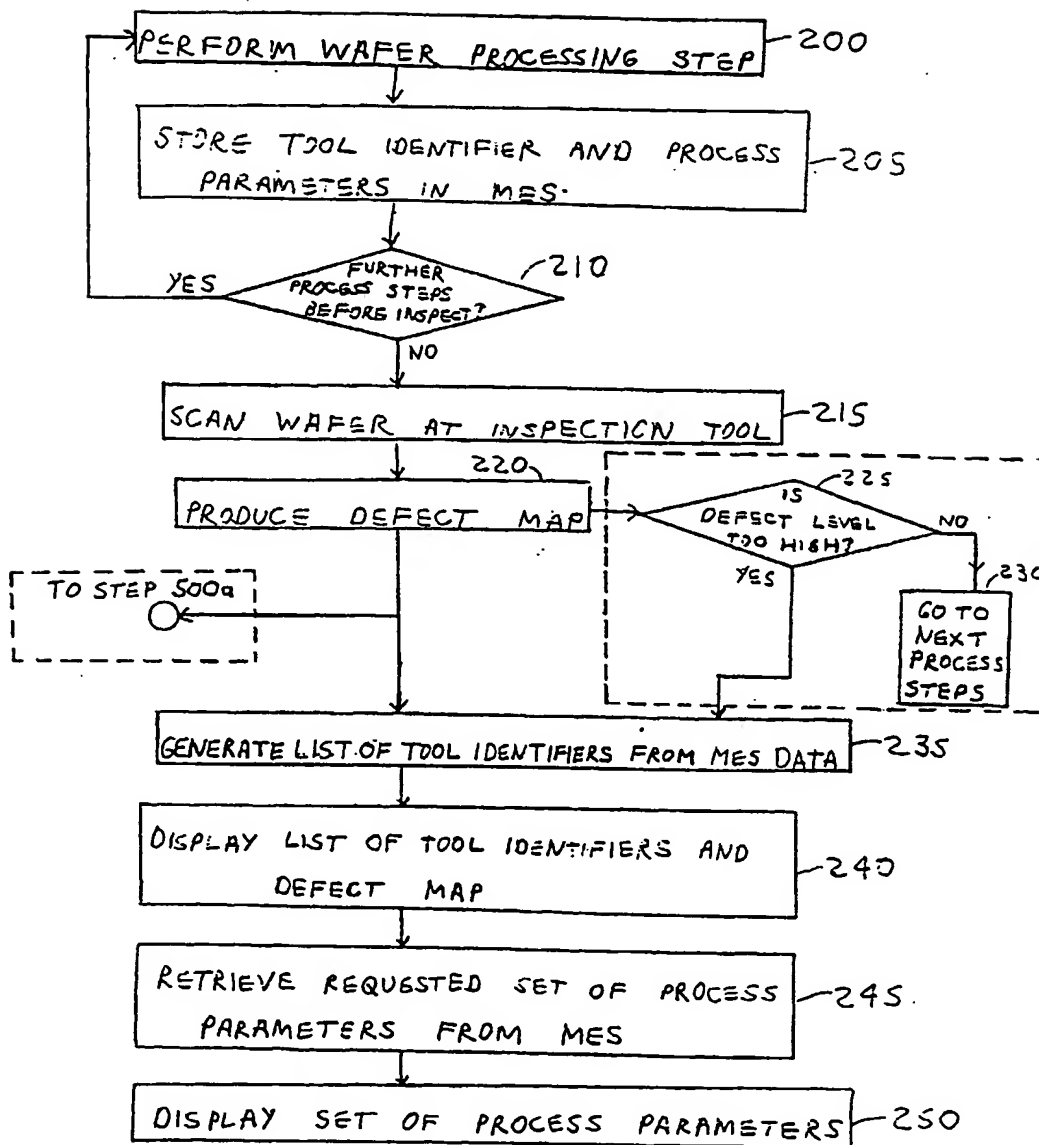 PERFORM WAFER PROCESSING STEP
200
STORE TOOL IDENTIFIER AND PROCESS
PARAMETERS IN MES.
205
FURTHER
PROCESS STEPS
BEFORE INSPECT?
210
YES
NO
SCAN WAFER AT INSPECTION TOOL
215
220
PRODUCE DEFECT MAP
225
IS
DEFECT LEVEL
TOO HIGH?
NO
YES
230
GO TO
NEXT
PROCESS
STEPS
TO STEP 500a
GENERATE LIST OF TOOL IDENTIFIERS FROM MES DATA
235
DISPLAY LIST OF TOOL IDENTIFIERS AND
DEFECT MAP
240
RETRIEVE REQUESTED SET OF PROCESS
PARAMETERS FROM MES
245
DISPLAY SET OF PROCESS PARAMETERS
250